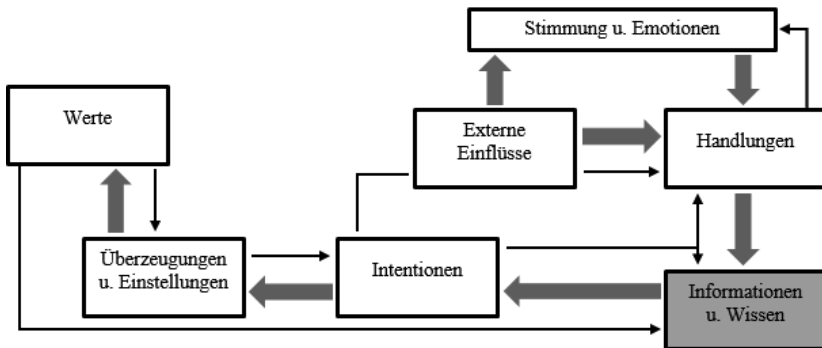 Stimmung u. Emotionen
Werte
Externe
Einflüsse
Handlungen
Überzeugungen
u. Einstellungen
Intentionen
Informationen
u. Wissen